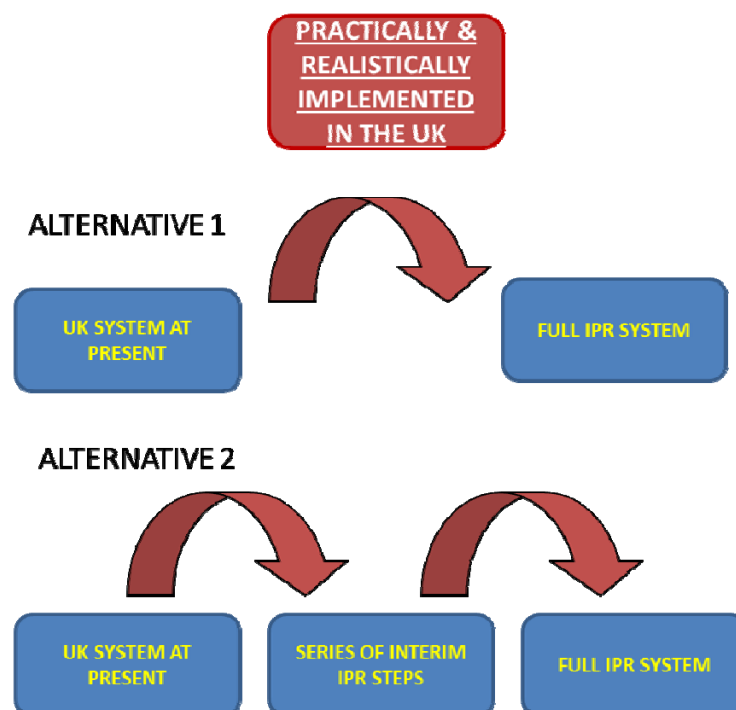 PRACTICALLY &
REALISTICALLY
IMPLEMENTED
IN THE UK
ALTERNATIVE 1
UK SYSTEM AT
PRESENT
FULL IPR SYSTEM
ALTERNATIVE 2
UK SYSTEM AT
PRESENT
SERIES OF INTERIM
IPR STEPS
FULL IPR SYSTEM